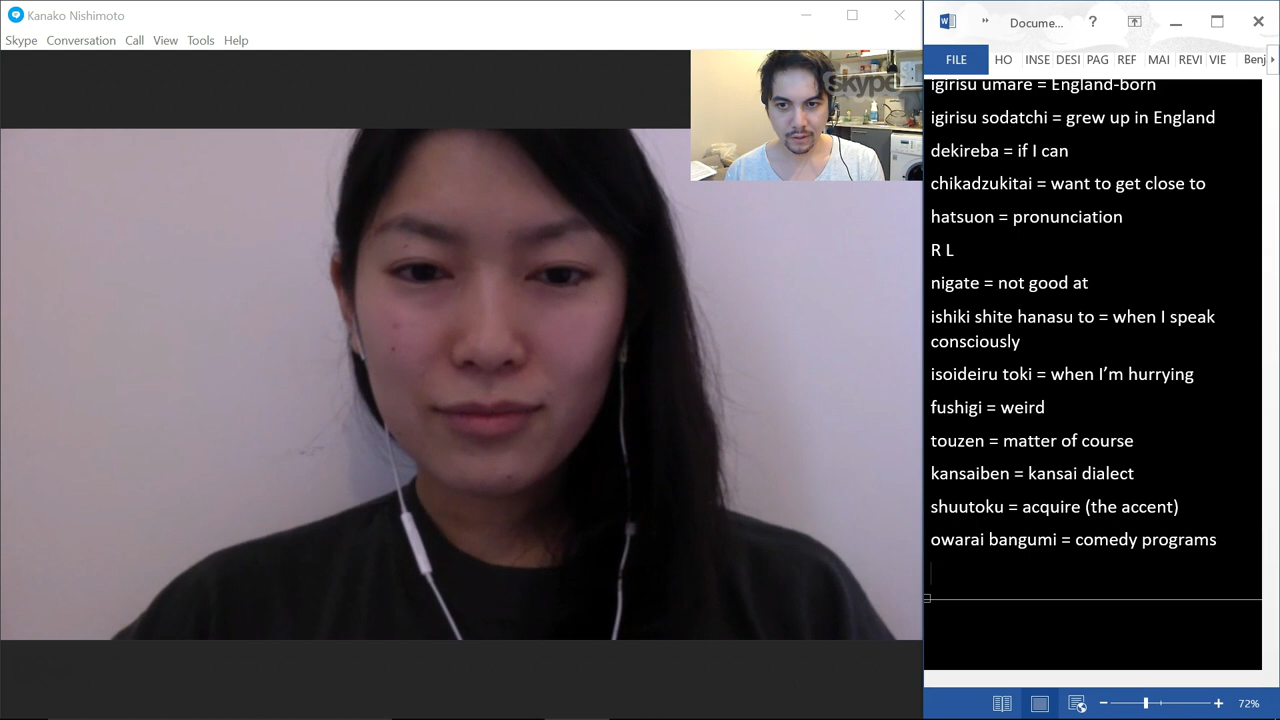 Kanako Nishimoto
Skype Conversation Call View Tools Help
skype
Docume... ?
FILE HO INSE DESI PAG REF MAI REVI VIE Benj
igirisu umare = England-born
igirisu sodatchi = grew up in England
dekireba = if I can
chikadzukitai = want to get close to
hatsuon = pronunciation
R L
nigate = not good at
ishiki shite hanasu to = when I speak
consciously
isoideiru toki = when I’m hurrying
fushigi = weird
touzen = matter of course
kansaiben = kansai dialect
shuutoku = acquire (the accent)
owarai bangumi = comedy programs
72%